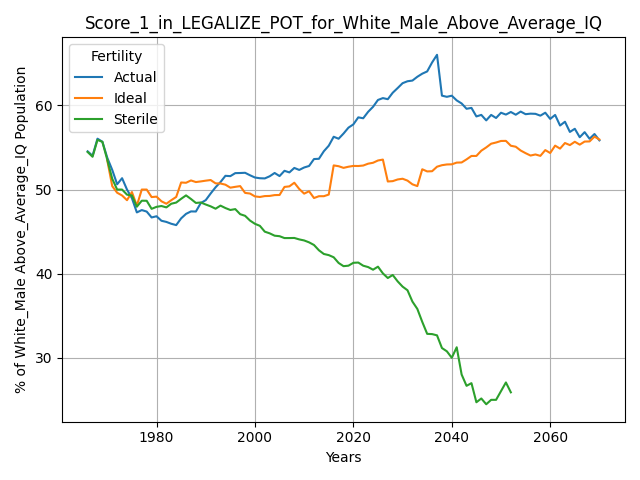 Score_1_in_LEGALIZE_POT_for_White_Male_Above_Average_IQ
Fertility
Actual
Ideal
Sterile
% of White_Male Above_Average_IQ Population
60
50
40
30
1980
2000
2020
2040
2060
Years